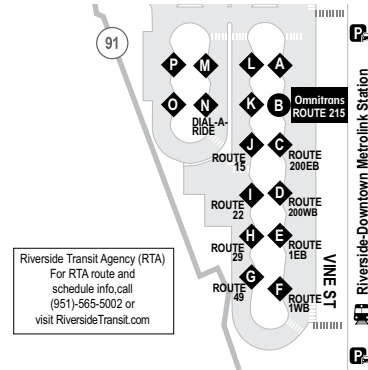 91
P M L A
O N K B
Omnitrans
ROUTE 215
DIAL-A-
RIDE
J C
ROUTE
15
ROUTE
200EB
I D
ROUTE
22
ROUTE
200WB
H E
ROUTE
29
ROUTE
1EB
G F
ROUTE
49
ROUTE
1WB
VINE ST
Riverside-Downtown Metrolink Station
P
P
Riverside Transit Agency (RTA)
For RTA route and
schedule info,call
(951)-565-5002 or
visit RiversideTransit.com